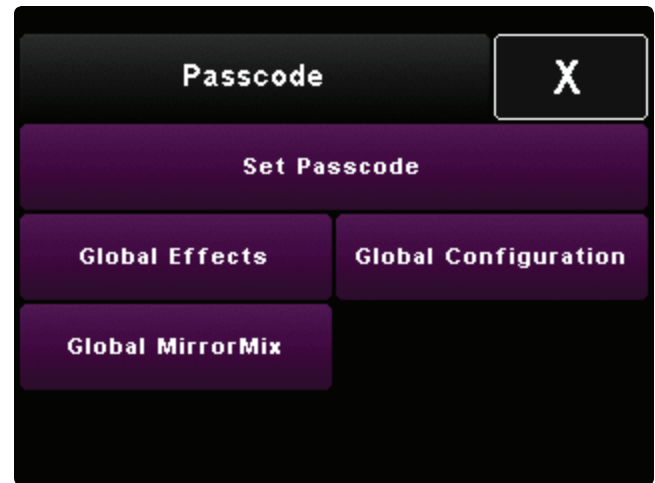 Passcode
X
Set Passcode
Global Effects
Global Configuration
Global MirrorMix